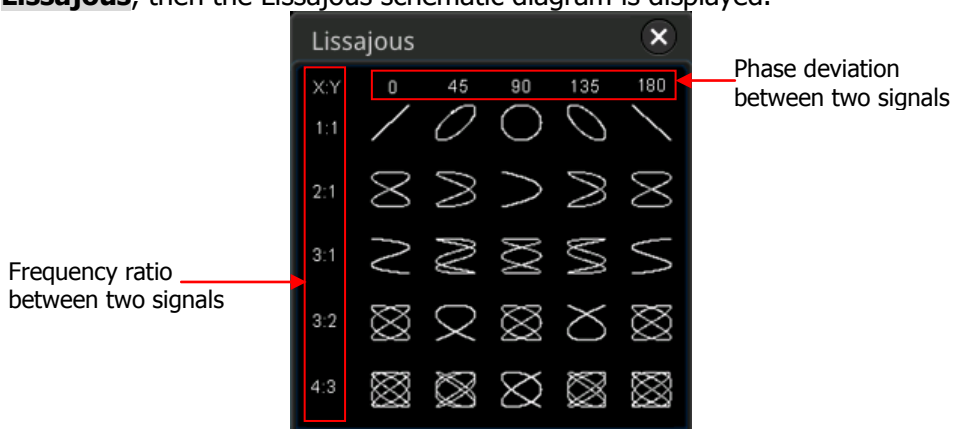 Lissajous, then the Lissajous schematic diagram is displayed.
Lissajous
X:Y 0 45 90 135 180
Phase deviation
between two signals
1:1
2:1
3:1
Frequency ratio
between two signals
3:2
4:3